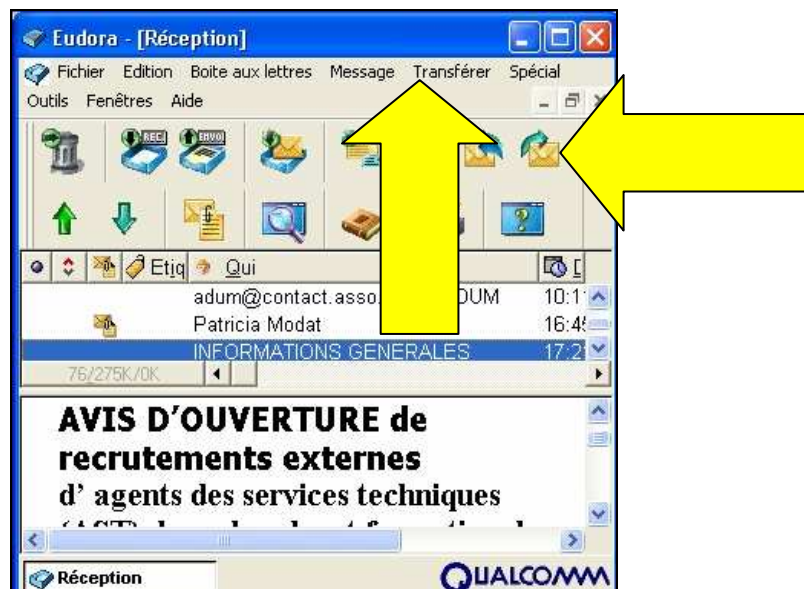 Eudora - [Réception]
Fichier Edition Boite aux lettres Message Transférer Spécial
Outils Fenêtres Aide
REC ENVOI
Etiq Qui
adum@contact.asso. DUM 10:1
Patricia Modat 16:4
INFORMATIONS GENERALES 17:2
76/275K/0K
AVIS D'OUVERTURE de
recrutements externes
d' agents des services techniques
Réception
QUALCOMM